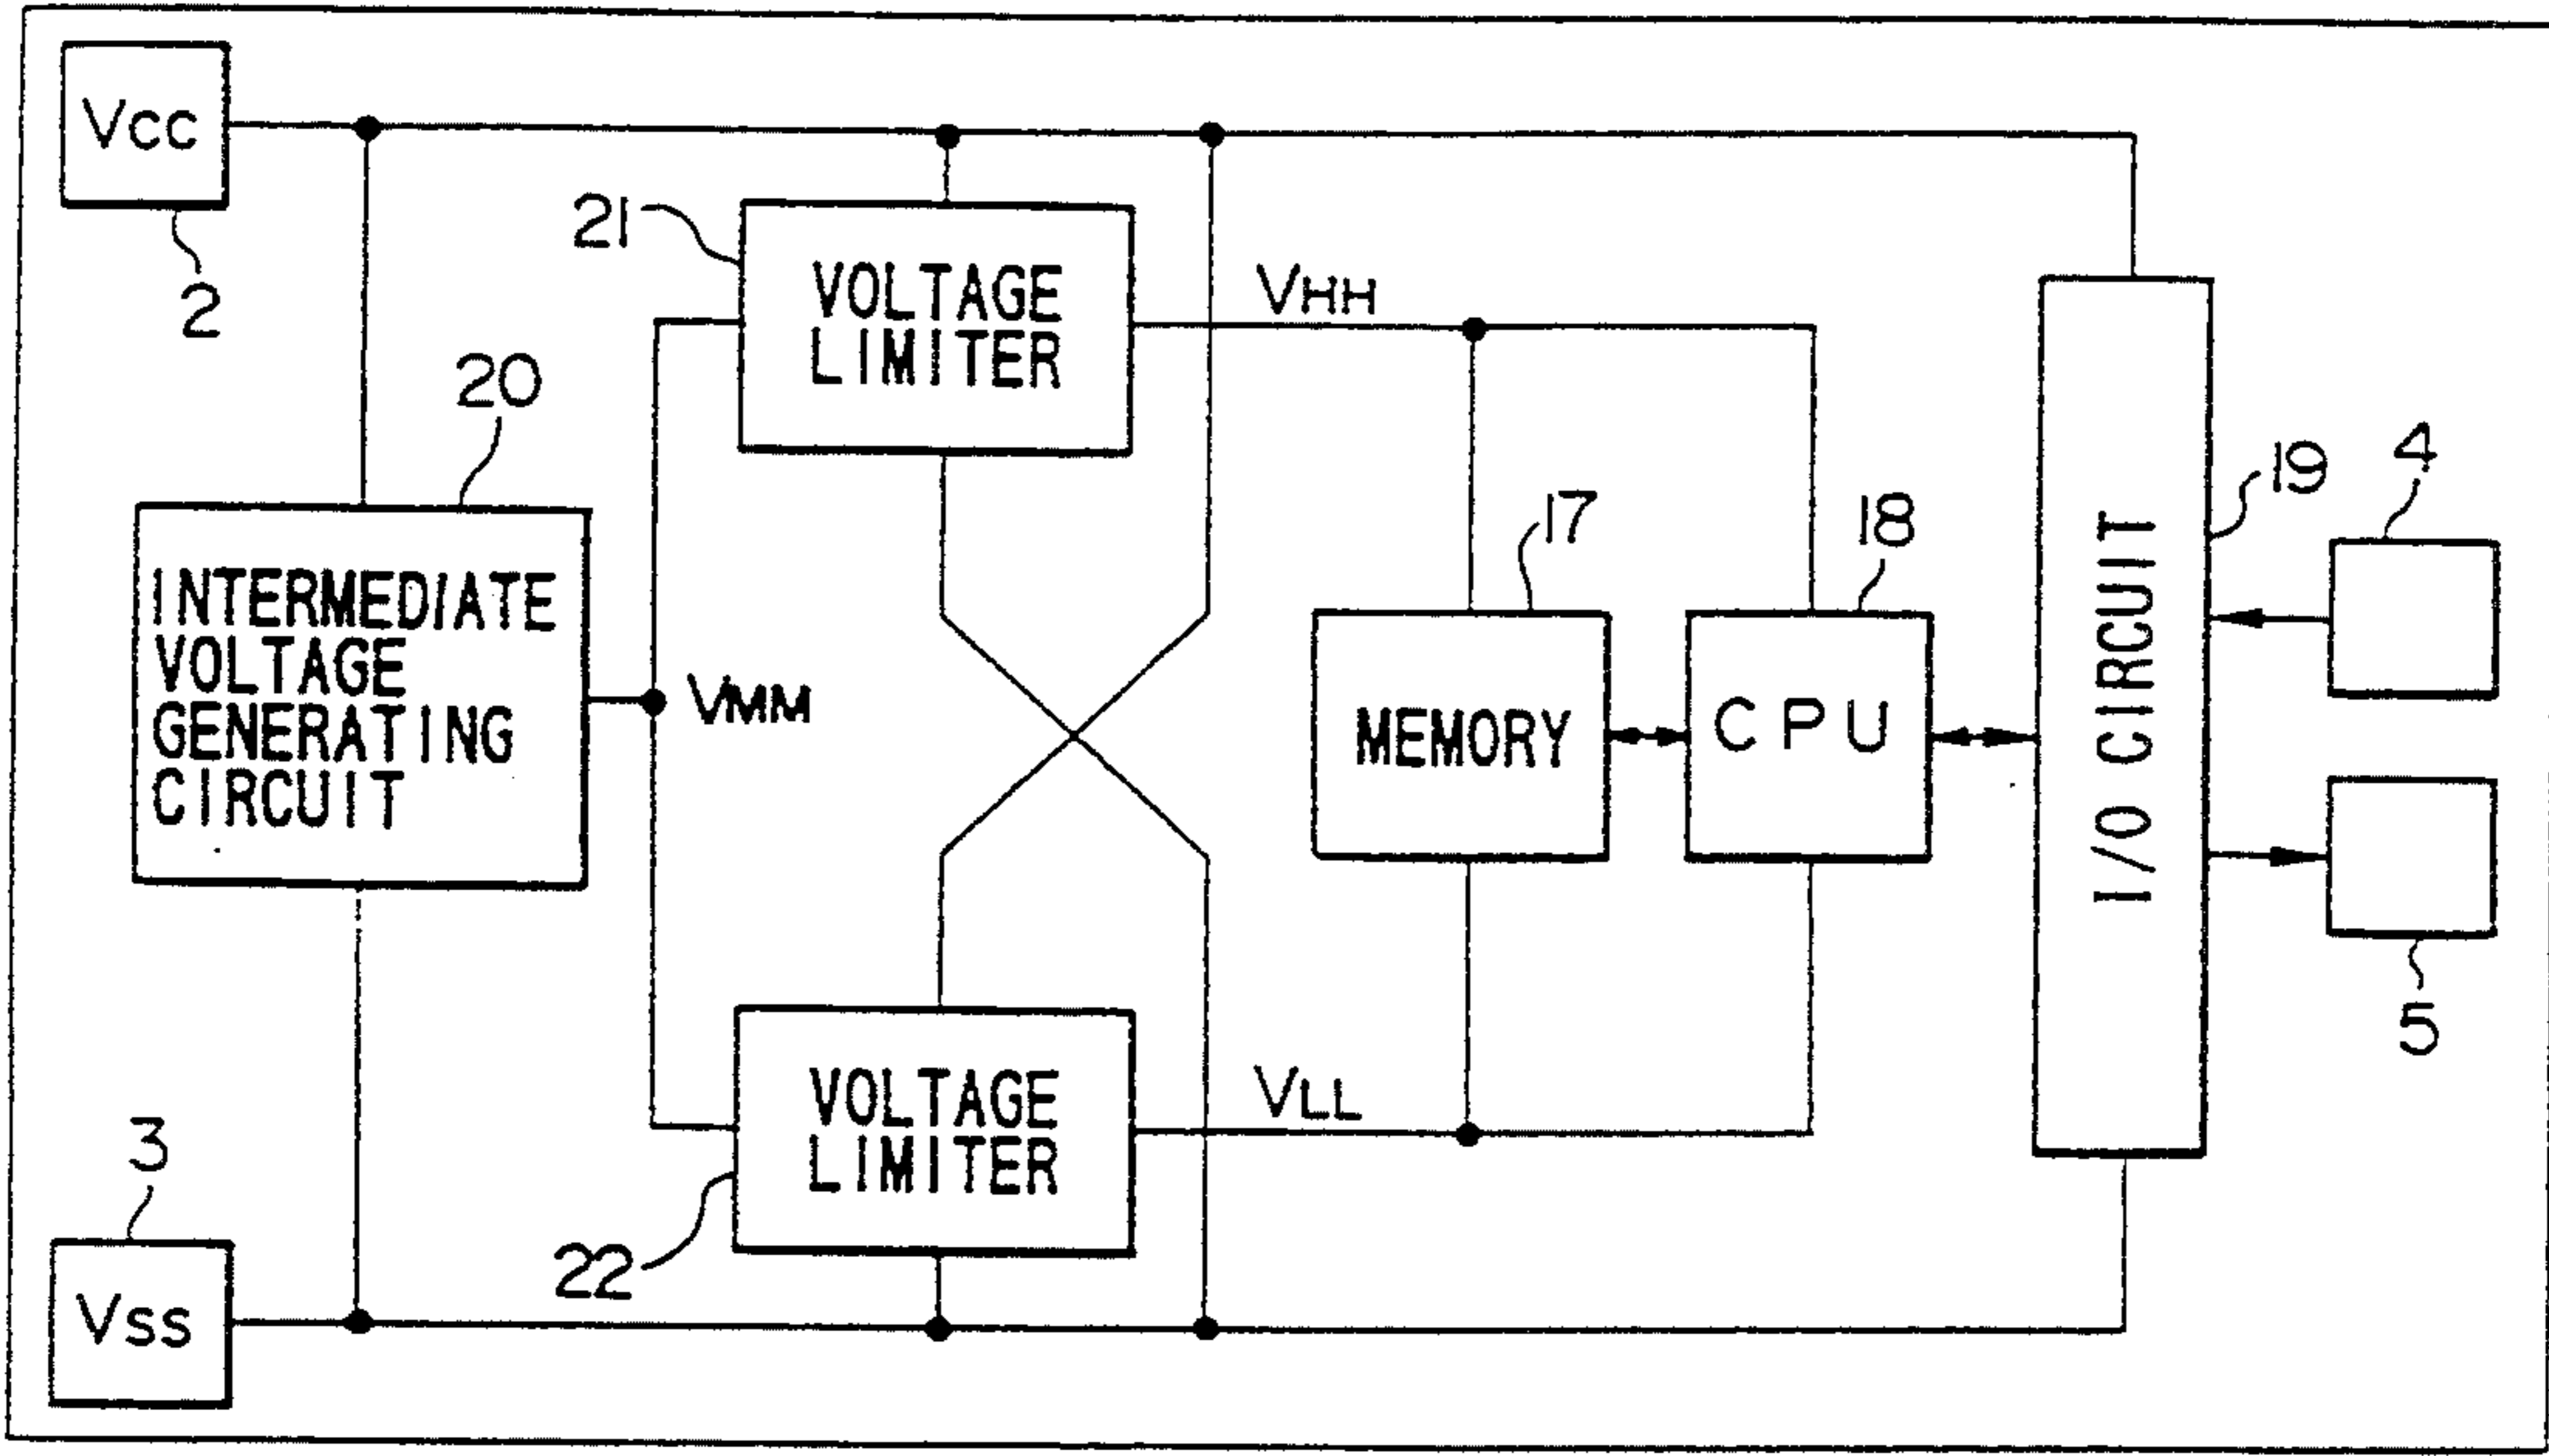 Vcc
2
21
VOLTAGE
LIMITER
VHH
20
INTERMEDIATE
VOLTAGE
GENERATING
CIRCUIT
VMM
17
MEMORY
18
CPU
I/O CIRCUIT
19
4
5
VOLTAGE
LIMITER
22
VLL
3
Vss